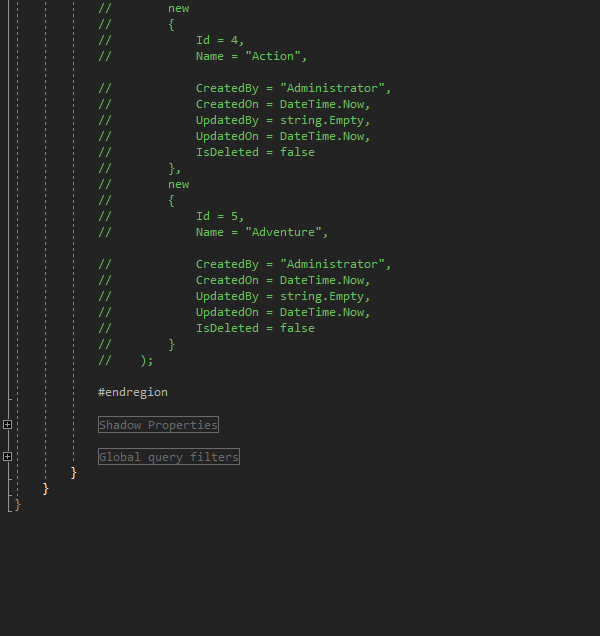 //        new
//        {
//            Id = 4,
//            Name = "Action",
//            CreatedBy = "Administrator",
//            CreatedOn = DateTime.Now,
//            UpdatedBy = string.Empty,
//            UpdatedOn = DateTime.Now,
//            IsDeleted = false
//        },
//        new
//        {
//            Id = 5,
//            Name = "Adventure",
//            CreatedBy = "Administrator",
//            CreatedOn = DateTime.Now,
//            UpdatedBy = string.Empty,
//            UpdatedOn = DateTime.Now,
//            IsDeleted = false
//        }
//    );
#endregion
Shadow Properties
Global query filters
}
}
}